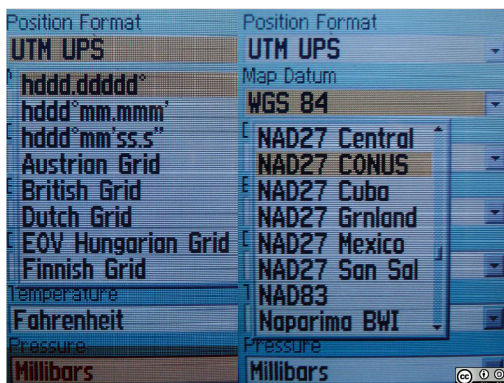 Position Format
UTM UPS
hddd.ddddd°
hddd°mm.mmm'
hddd°mm'ss.s"
Austrian Grid
British Grid
Dutch Grid
EOV Hungarian Grid
Finnish Grid
Temperature
Fahrenheit
Pressure
Millibars
Position Format
UTM UPS
Map Datum
WGS 84
NAD27 Central
NAD27 CONUS
NAD27 Cuba
NAD27 Grnland
NAD27 Mexico
NAD27 San Sal
NAD83
Naparima BWI
Pressure
Millibars
cc